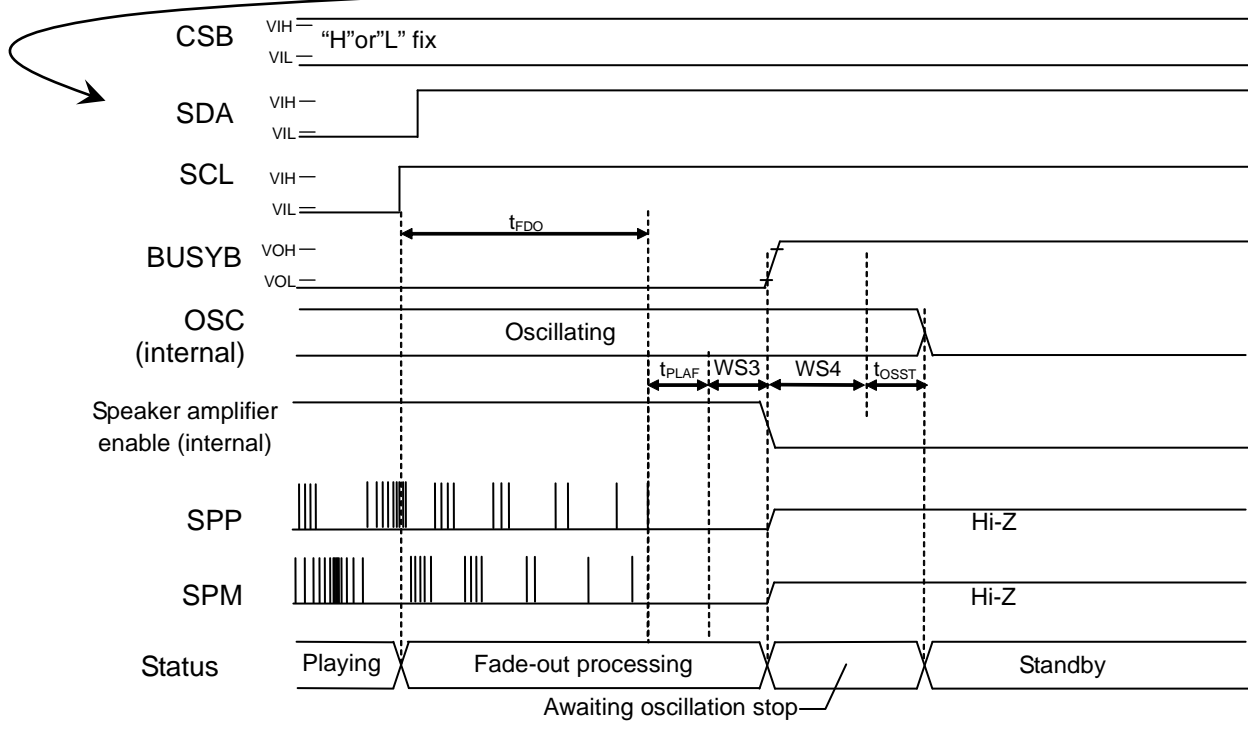 CSB VIH “H”or”L” fix
VIL
SDA VIH
VIL
SCL VIH
VIL
tFDO
BUSYB VOH
VOL
OSC
(internal)
Oscillating
tPLAF WS3 WS4 tOSST
Speaker amplifier
enable (internal)
SPP Hi-Z
SPM Hi-Z
Status Playing Fade-out processing Standby
Awaiting oscillation stop